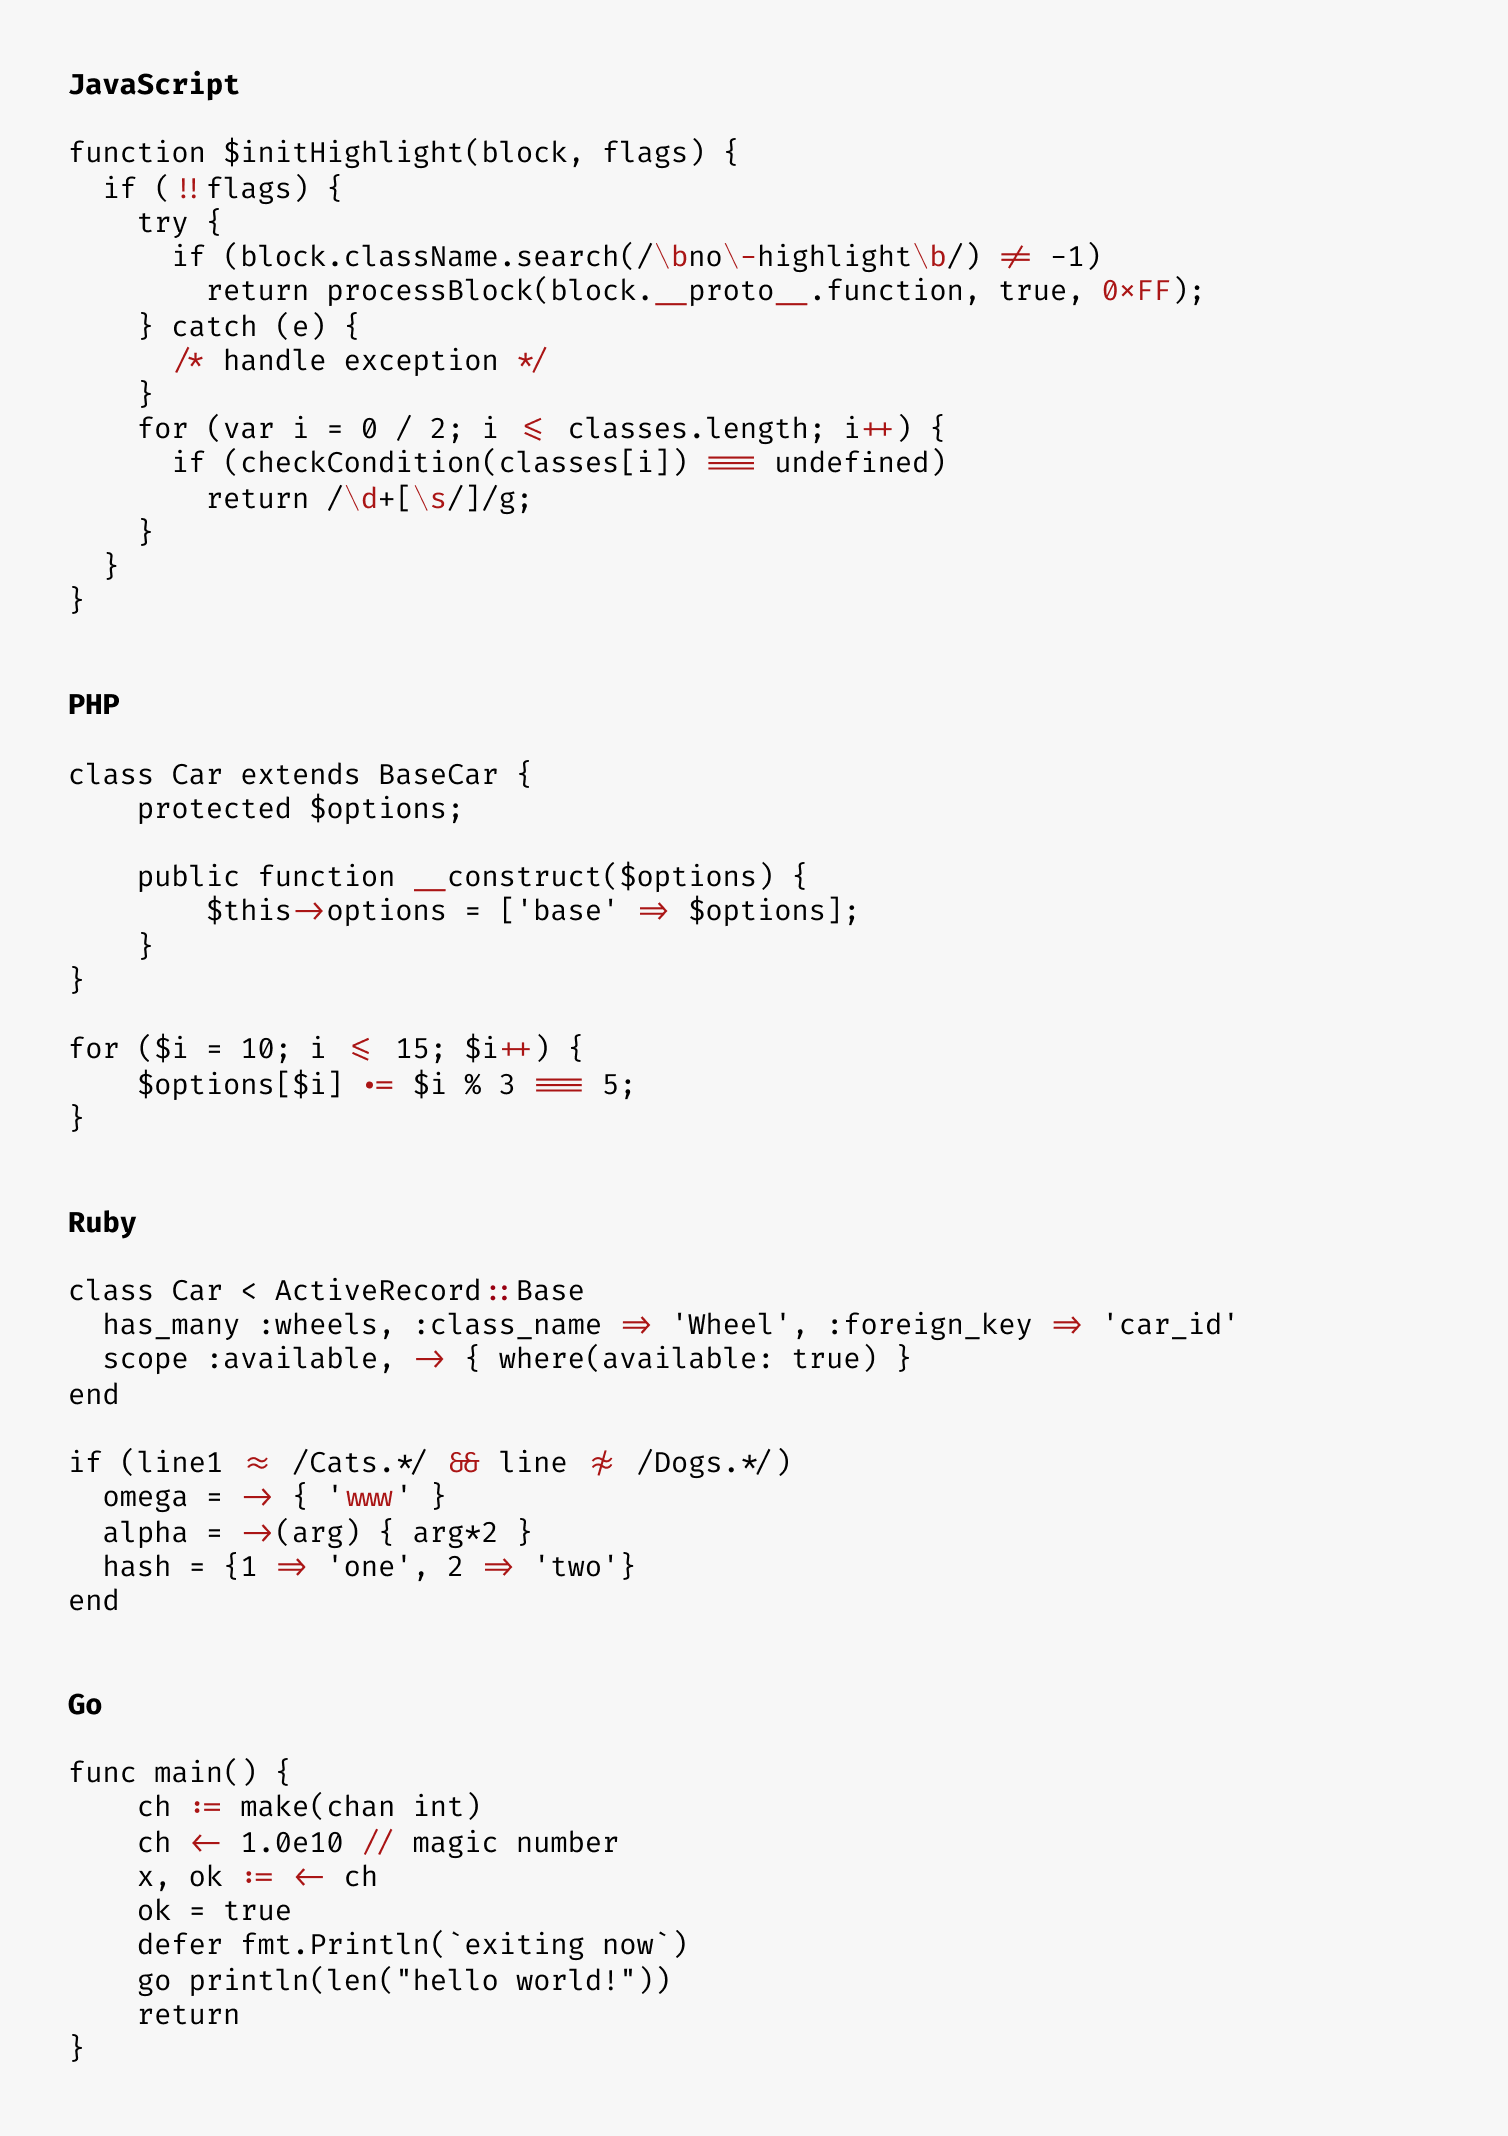 JavaScript
function $initHighlight(block, flags) {
  if (!!flags) {
    try {
      if (block.className.search(/\bno\-highlight\b/) != -1)
        return processBlock(block.__proto__.function, true, 0xFF);
    } catch (e) {
      /* handle exception */
    }
    for (var i = 0 / 2; i <= classes.length; i++) {
      if (checkCondition(classes[i]) === undefined)
        return /\d+[\s/]/g;
    }
  }
}
PHP
class Car extends BaseCar {
    protected $options;
    public function __construct($options) {
        $this->options = ['base' => $options];
    }
}
for ($i = 10; i <= 15; $i++) {
    $options[$i] .= $i % 3 === 5;
}
Ruby
class Car < ActiveRecord::Base
  has_many :wheels, :class_name => 'Wheel', :foreign_key => 'car_id'
  scope :available, -> { where(available: true) }
end
if (line1 =~ /Cats.*/ && line !~ /Dogs.*/)
  omega = -> { 'www' }
  alpha = ->(arg) { arg*2 }
  hash = {1 => 'one', 2 => 'two'}
end
Go
func main() {
    ch := make(chan int)
    ch <- 1.0e10 // magic number
    x, ok := <- ch
    ok = true
    defer fmt.Println(`exiting now`)
    go println(len("hello world!"))
    return
}